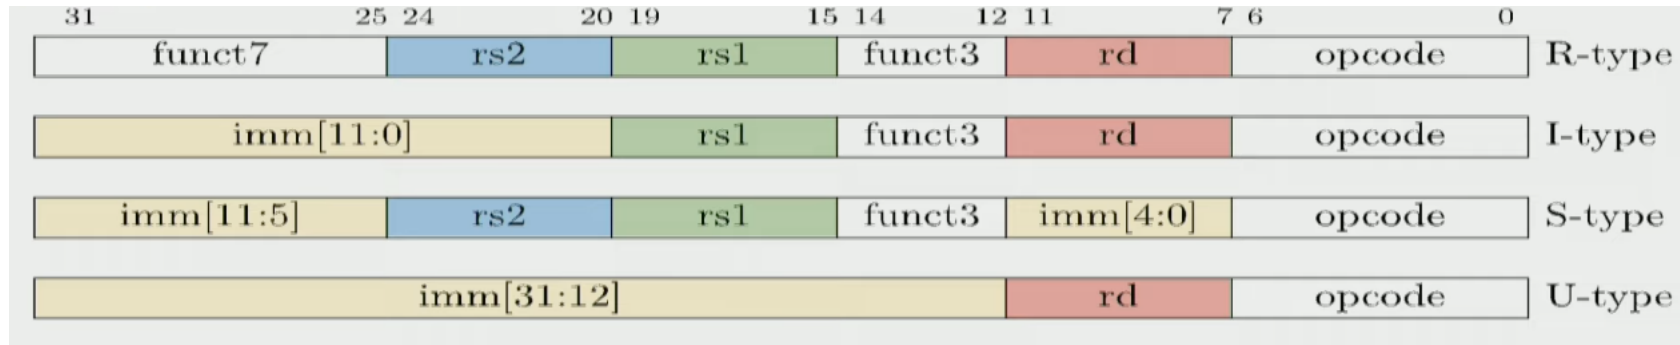 31 25 24 20 19 15 14 12 11 7 6 0
funct7 rs2 rs1 funct3 rd opcode R-type
imm[11:0] rs1 funct3 rd opcode I-type
imm[11:5] rs2 rs1 funct3 imm[4:0] opcode S-type
imm[31:12] rd opcode U-type